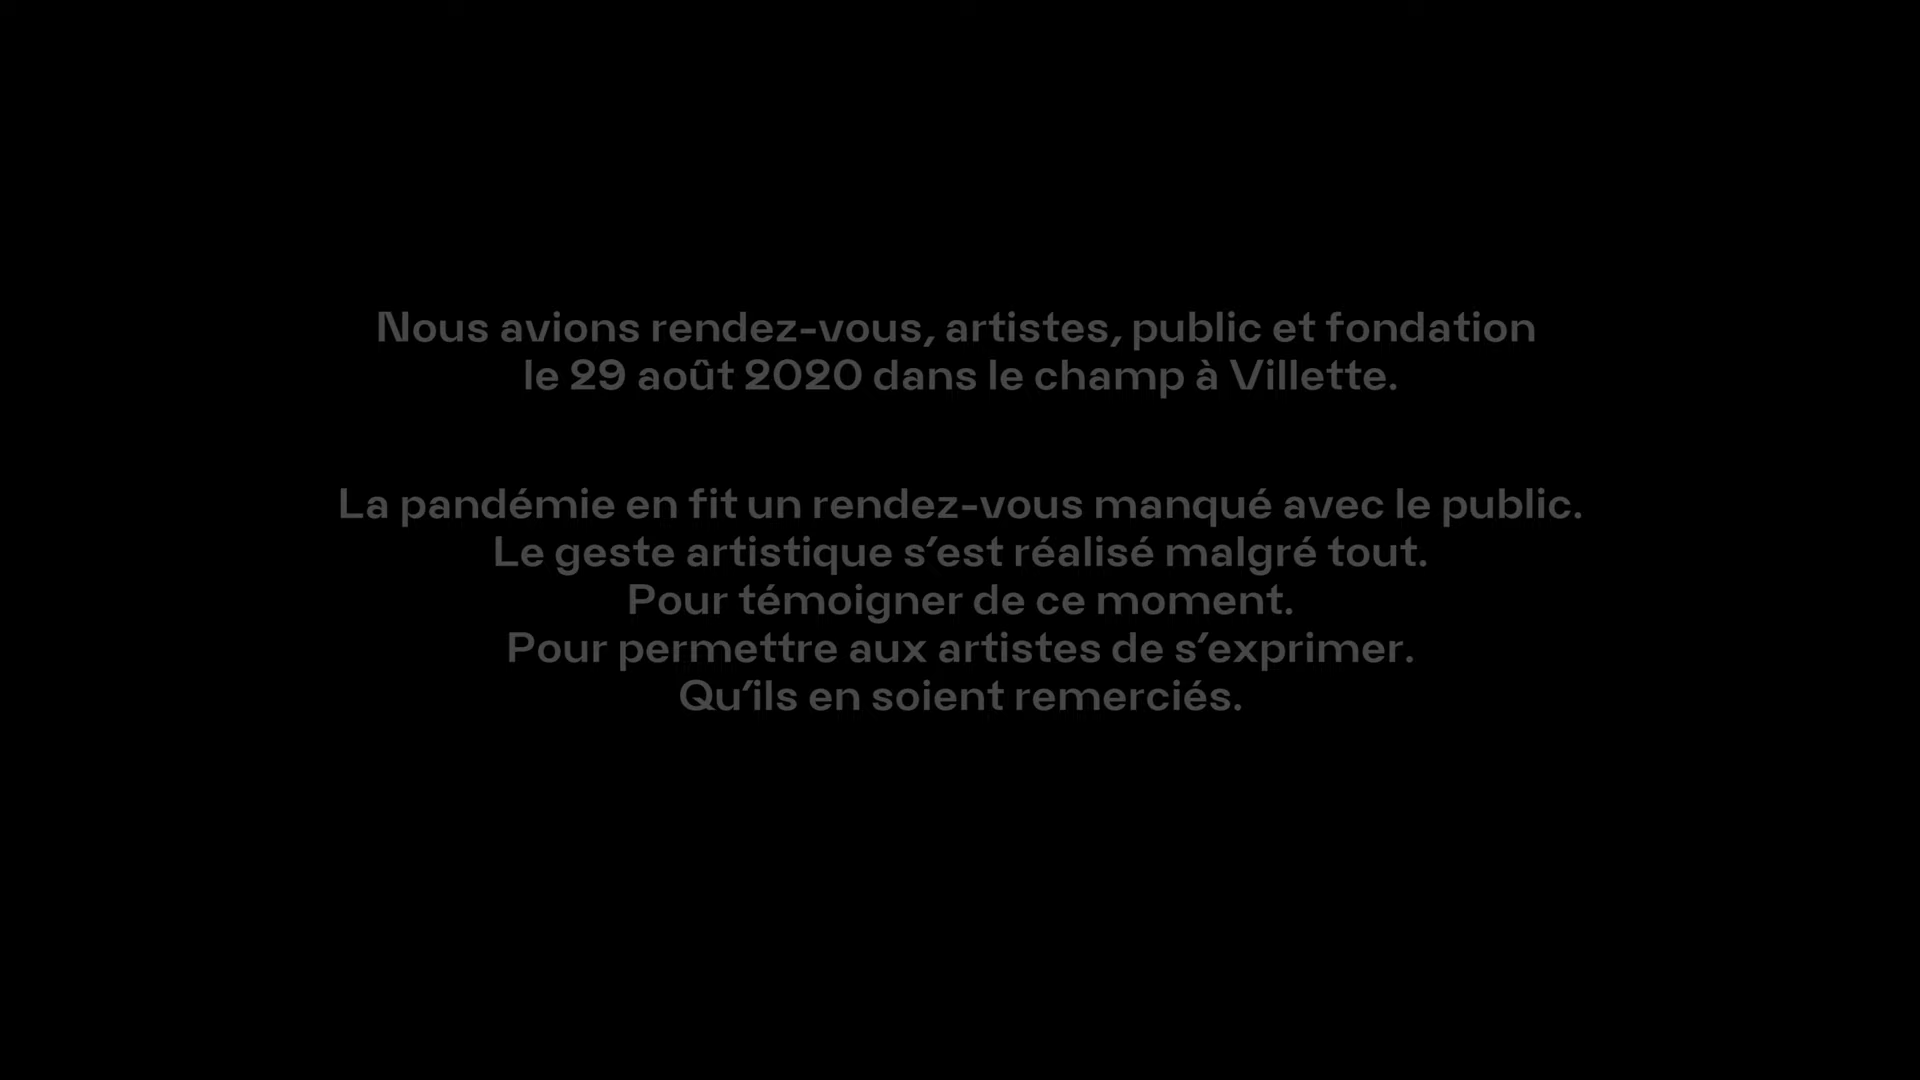 Nous avions rendez-vous, artistes, public et fondation
le 29 août 2020 dans le champ à Villette.
La pandémie en fit un rendez-vous manqué avec le public.
Le geste artistique s’est réalisé malgré tout.
Pour témoigner de ce moment.
Pour permettre aux artistes de s’exprimer.
Qu’ils en soient remerciés.